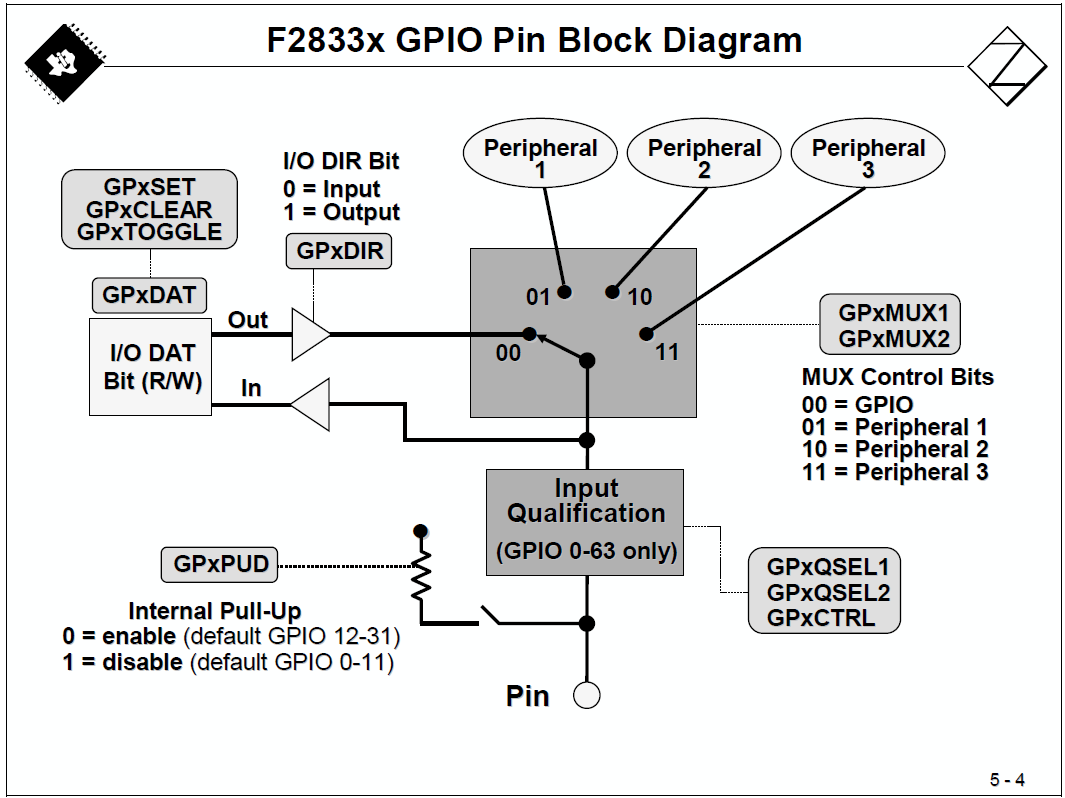 F2833x GPIO Pin Block Diagram
Peripheral
1
Peripheral
2
Peripheral
3
I/O DIR Bit
0 = Input
1 = Output
GPxSET
GPxCLEAR
GPxTOGGLE
GPxDIR
GPxDAT
Out
I/O DAT
Bit (R/W)
In
01
10
00
11
GPxMUX1
GPxMUX2
MUX Control Bits
00 = GPIO
01 = Peripheral 1
10 = Peripheral 2
11 = Peripheral 3
Input
Qualification
(GPIO 0-63 only)
GPxPUD
Internal Pull-Up
0 = enable (default GPIO 12-31)
1 = disable (default GPIO 0-11)
GPxQSEL1
GPxQSEL2
GPxCTRL
Pin
5 - 4